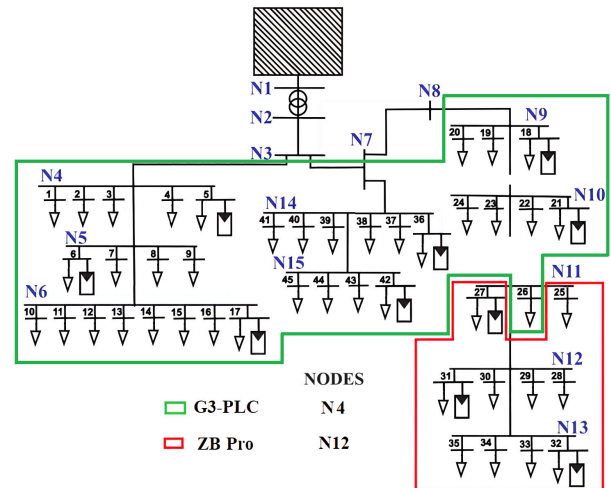 N1
N2
N3
N7
N8
N9
20 19 18
N4
1 2 3 4 5
N10
24 23 22 21
N14
41 40 39 38 37 36
N5
6 7 8 9
N15
45 44 43 42
N11
27 26 25
N6
10 11 12 13 14 15 16 17
N12
31 30 29 28
N13
35 34 33 32
NODES
G3-PLC N4
ZB Pro N12